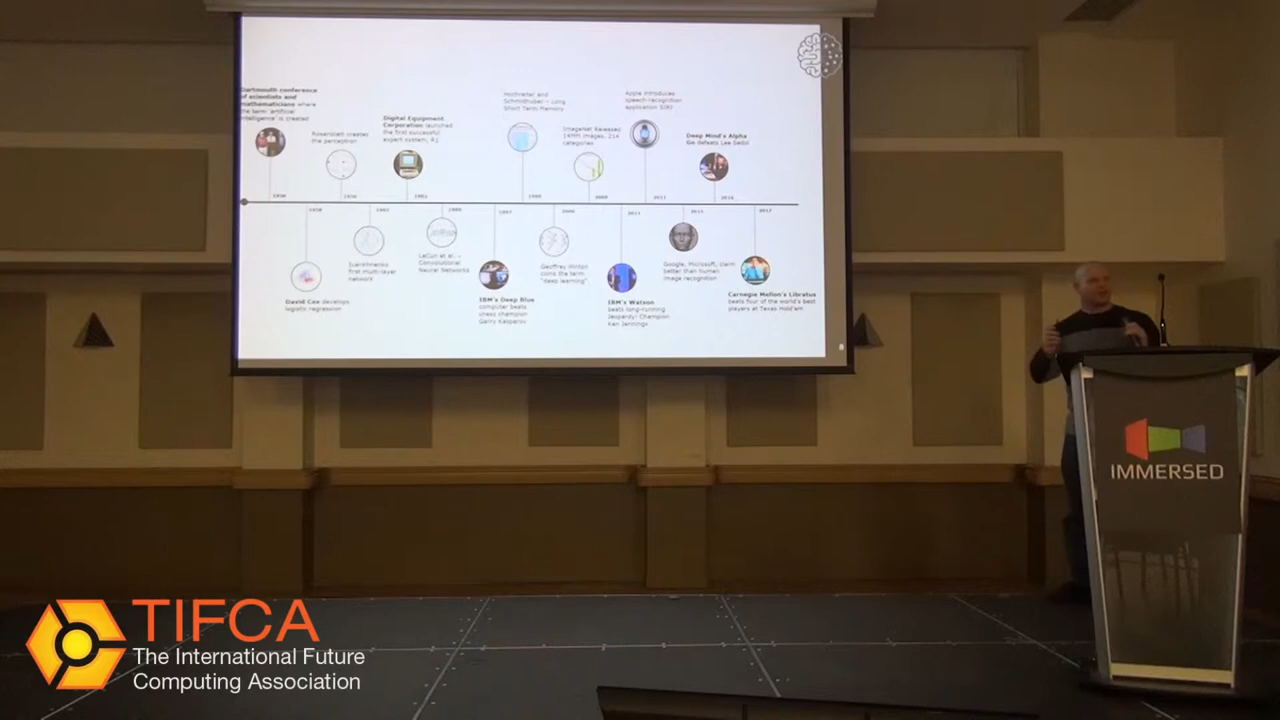 Dartmouth conference
of scientists and
mathematicians where
the term "artificial
intelligence" is created
Rosenblatt creates
the perceptron
Digital Equipment
Corporation launched
the first successful
expert system, R1
Hochreiter and
Schmidhuber - Long
Short Term Memory
ImageNet Released
14MM images, 21k
categories
Apple introduces
speech-recognition
application SIRI
Deep Mind's Alpha
Go defeats Lee Sedol
1956
1997
2009
2011
2016
2006
2011
2015
2017
David Cox develops
logistic regression
first multi-layer
network
LeCun et al. -
Convolutional
Neural Networks
IBM's Deep Blue
computer beats
chess champion
Garry Kasparov
Geoffrey Hinton
coins the term
"deep learning"
IBM's Watson
beats long-running
Jeopardy! Champion
Ken Jennings
Google, Microsoft, claim
better than human
image recognition
Carnegie Mellon's Libratus
beats four of the world's best
players at Texas Hold'em
8
IMMERSED
TIFCA
The International Future
Computing Association